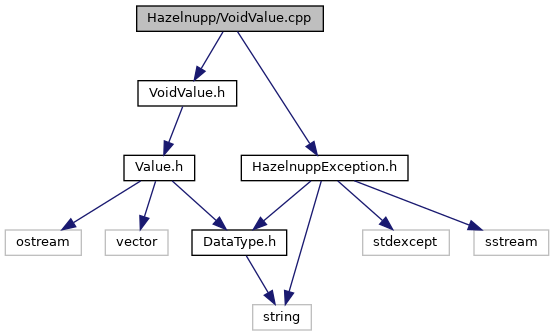 Hazelnupp/VoidValue.cpp
VoidValue.h
Value.h
HazelnuppException.h
ostream
vector
DataType.h
stdexcept
sstream
string